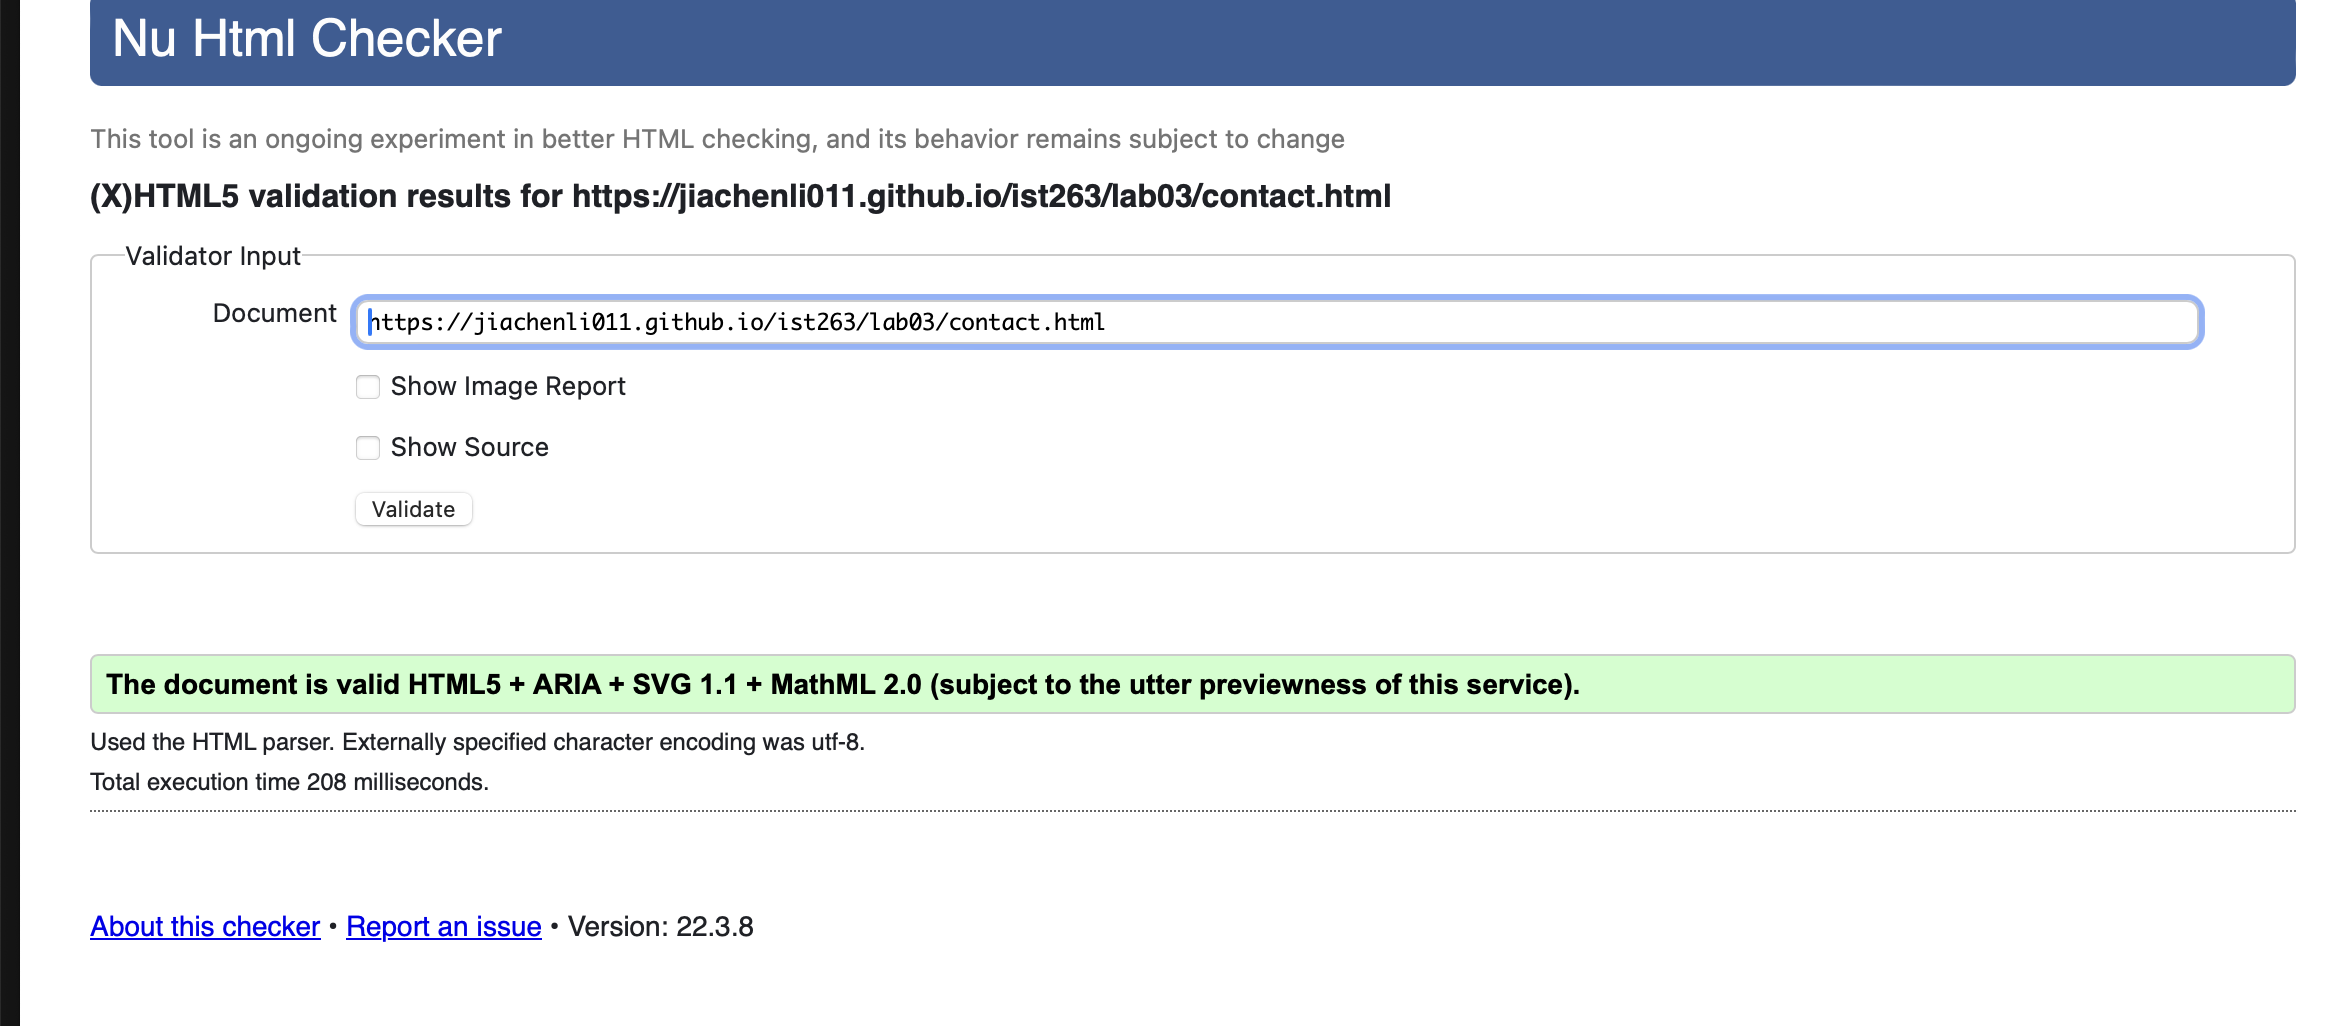 Nu Html Checker
This tool is an ongoing experiment in better HTML checking, and its behavior remains subject to change
(X)HTML5 validation results for https://jiachenli011.github.io/ist263/lab03/contact.html
Validator Input
Document https://jiachenli011.github.io/ist263/lab03/contact.html
Show Image Report
Show Source
Validate
The document is valid HTML5 + ARIA + SVG 1.1 + MathML 2.0 (subject to the utter previewness of this service).
Used the HTML parser. Externally specified character encoding was utf-8.
Total execution time 208 milliseconds.
About this checker • Report an issue • Version: 22.3.8